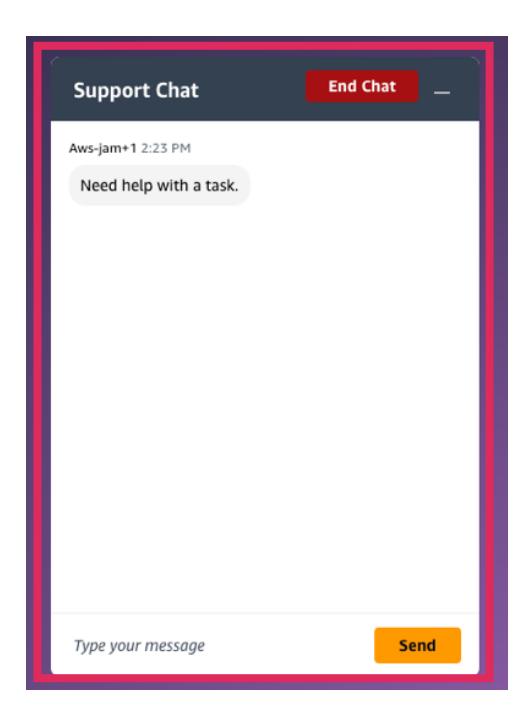 Support Chat
End Chat
Aws-jam+1 2:23 PM
Need help with a task.
Type your message
Send